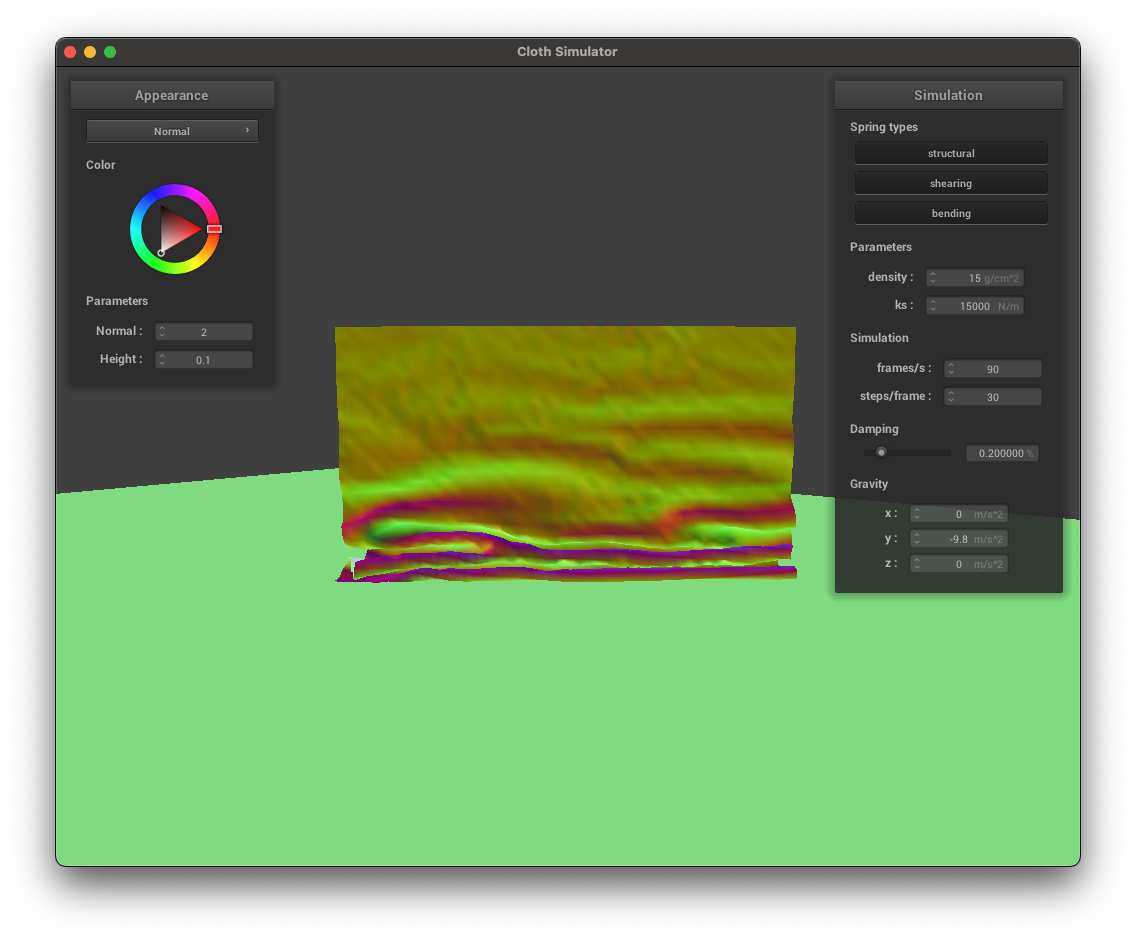 Cloth Simulator
Appearance
Normal ›
Color
Parameters
Normal : 2
Height : 0.1
Simulation
Spring types
structural
shearing
bending
Parameters
density : 15 g/cm^2
ks : 15000 N/m
Simulation
frames/s : 90
steps/frame : 30
Damping
0.200000 %
Gravity
x : 0 m/s^2
y : -9.8 m/s^2
z : 0 m/s^2